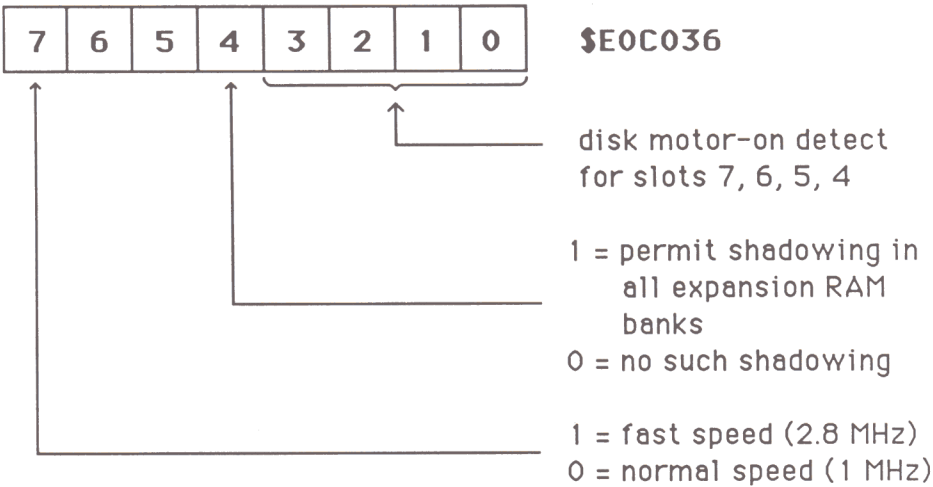 7 6 5 4 3 2 1 0 $E0C036
disk motor-on detect
for slots 7, 6, 5, 4
1 = permit shadowing in
all expansion RAM
banks
0 = no such shadowing
1 = fast speed (2.8 MHz)
0 = normal speed (1 MHz)